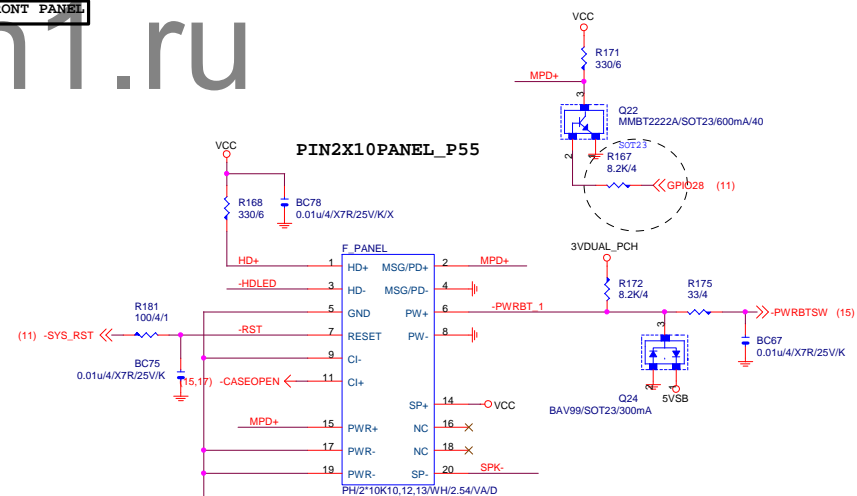 RONT PANEL
n1.ru
VCC
R171
330/6
MPD+
3
Q22
MMBT2222A/SOT23/600mA/40
SOT23
2
R167
8.2K/4
GPIO28 (11)
PIN2X10PANEL_P55
VCC
R168
330/6
BC78
0.01u/4/X7R/25V/K/X
3VDUAL_PCH
R172
8.2K/4
R175
33/4
F_PANEL
HD+ 1 HD+ MSG/PD+ 2 MPD+
-HDLED 3 HD- MSG/PD- 4
5 GND PW+ 6 -PWRBT_1
-PWRBTSW (15)
R181
100/4/1
(11) -SYS_RST
-RST 7 RESET PW- 8
3
BC67
0.01u/4/X7R/25V/K
9 CI-
BC75
0.01u/4/X7R/25V/K
(15,17) -CASEOPEN 11 CI+
2
1
Q24
5VSB
BAV99/SOT23/300mA
SP+ 14 VCC
MPD+ 15 PWR+ NC 16
17 PWR- NC 18
19 PWR- SP- 20 SPK-
PH/2*10K10,12,13/WH/2.54/VA/D